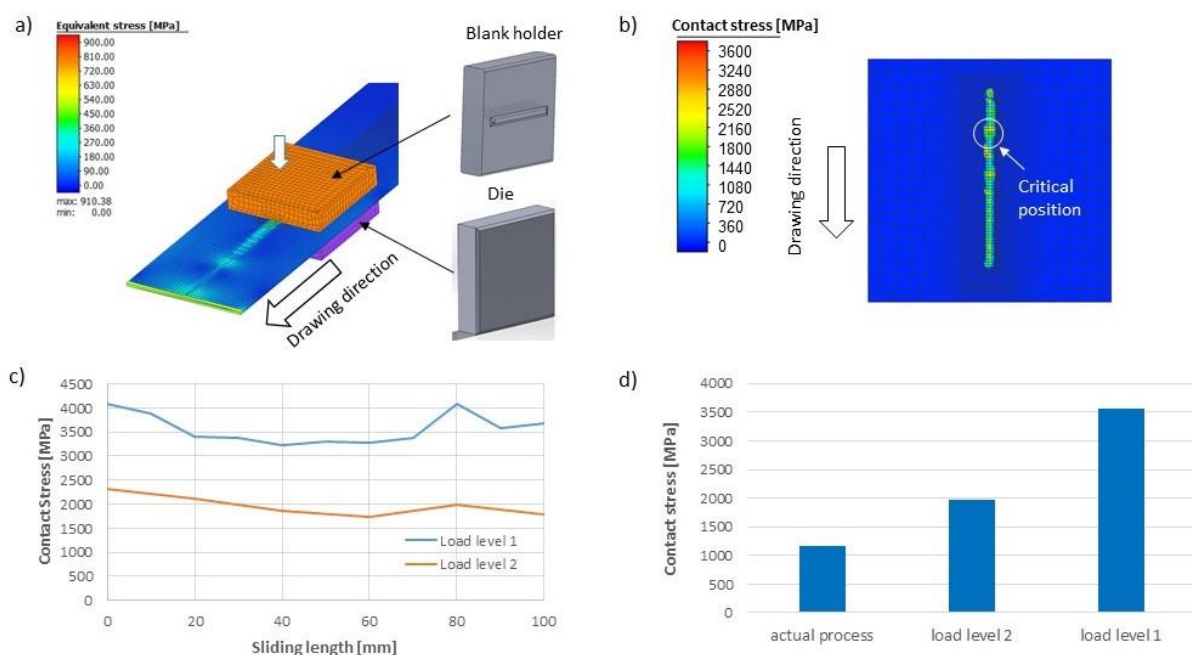 a)
Equivalent stress [MPa]
900.00
810.00
720.00
630.00
540.00
450.00
360.00
270.00
180.00
90.00
0.00
max: 910.38
min: 0.00
Blank holder
Die
Drawing direction
b)
Contact stress [MPa]
3600
3240
2880
2520
2160
1800
1440
1080
720
360
0
Drawing direction
Critical
position
c)
4500
4000
3500
3000
2500
2000
1500
1000
500
0
Contact Stress [MPa]
Load level 1
Load level 2
0 20 40 60 80 100
Sliding length [mm]
d)
4000
3500
3000
2500
2000
1500
1000
500
0
Contact stress [MPa]
actual process load level 2 load level 1